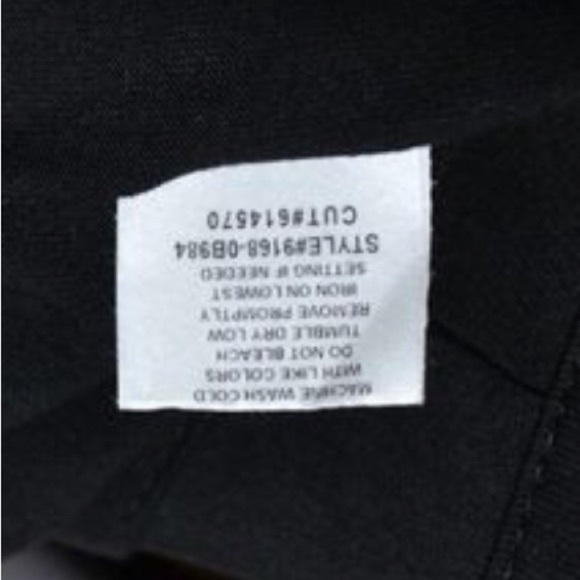 MACHINE WASH COLD
WITH LIKE COLORS
DO NOT BLEACH
TUMBLE DRY LOW
REMOVE PROMPTLY
IRON ON LOWEST
SETTING IF NEEDED
STYLE#9168-0B984
CUT#614570